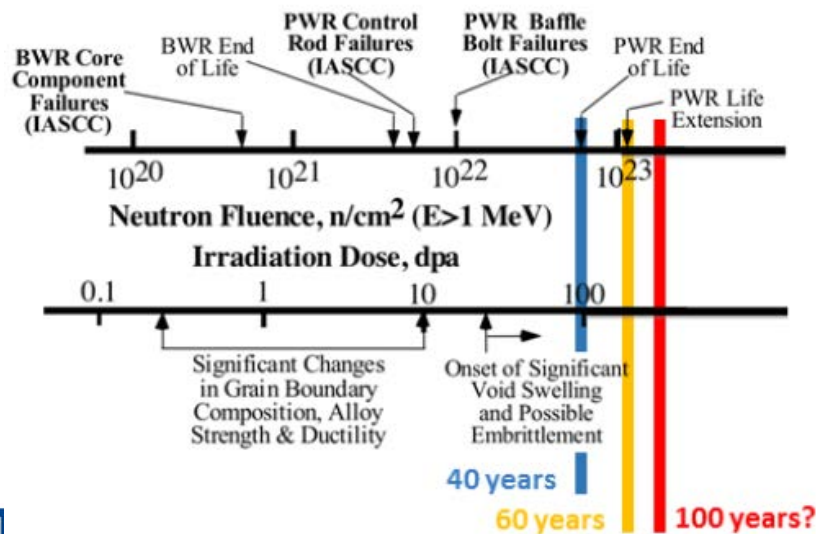 BWR Core
Component
Failures
(IASCC)
BWR End
of Life
PWR Control
Rod Failures
(IASCC)
PWR Baffle
Bolt Failures
(IASCC)
PWR End
of Life
PWR Life
Extension
10^20 10^21 10^22 10^23
Neutron Fluence, n/cm² (E>1 MeV)
Irradiation Dose, dpa
0.1 1 10 100
Significant Changes
in Grain Boundary
Composition, Alloy
Strength & Ductility
Onset of Significant
Void Swelling
and Possible
Embrittlement
40 years
60 years
100 years?